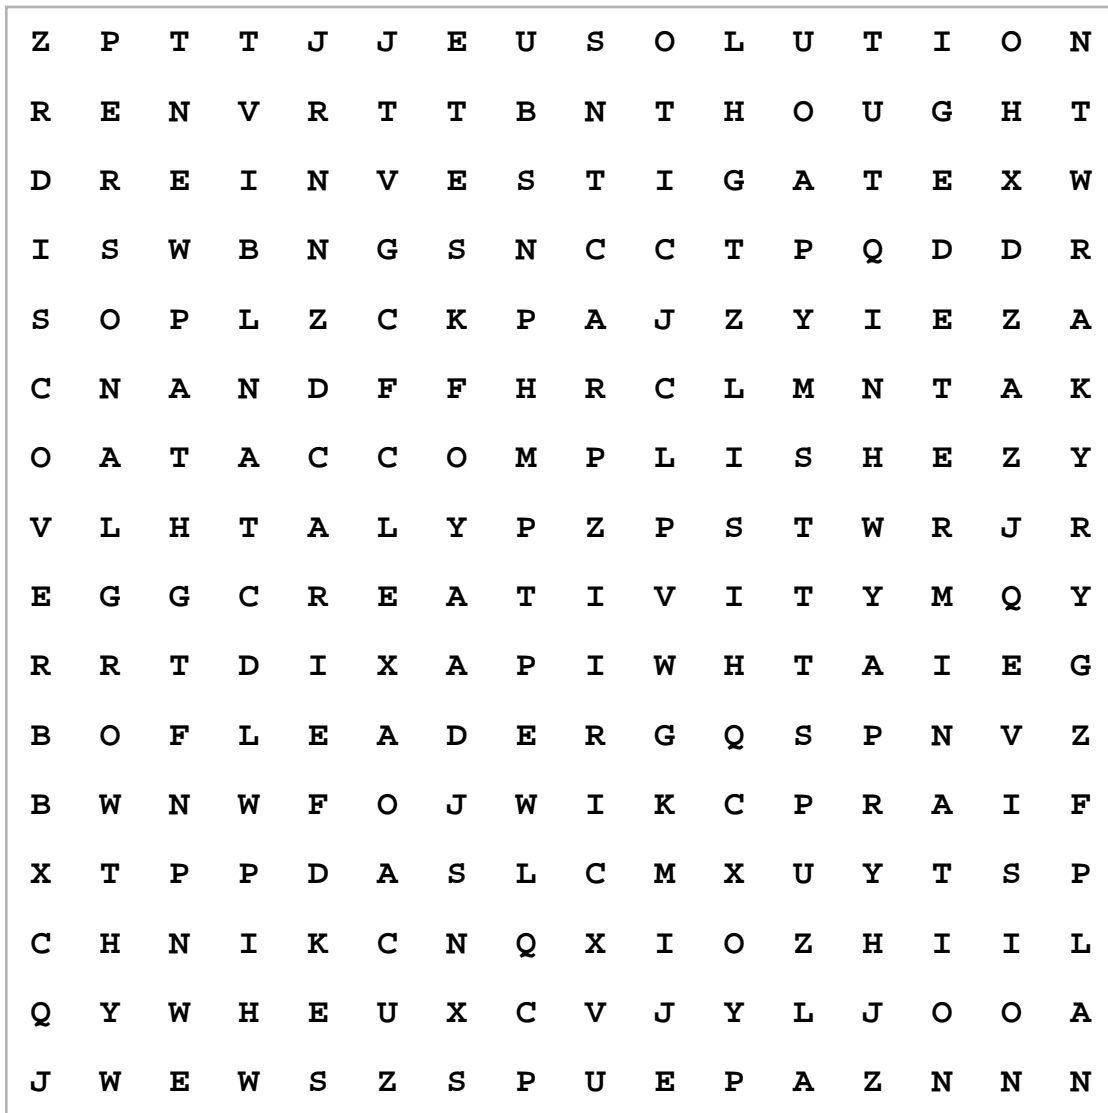 Z P T T J J E U S O L U T I O N
R E N V R T T B N T H O U G H T
D R E I N V E S T I G A T E X W
I S W B N G S N C C T P Q D D R
S O P L Z C K P A J Z Y I E Z A
C N A N D F F H R C L M N T A K
O A T A C C O M P L I S H E Z Y
V L H T A L Y P Z P S T W R J R
E G G C R E A T I V I T Y M Q Y
R R T D I X A P I W H T A I E G
B O F L E A D E R G Q S P N V Z
B W N W F O J W I K C P R A I F
X T P P D A S L C M X U Y T S P
C H N I K C N Q X I O Z H I I L
Q Y W H E U X C V J Y L J O O A
J W E W S Z S P U E P A Z N N N